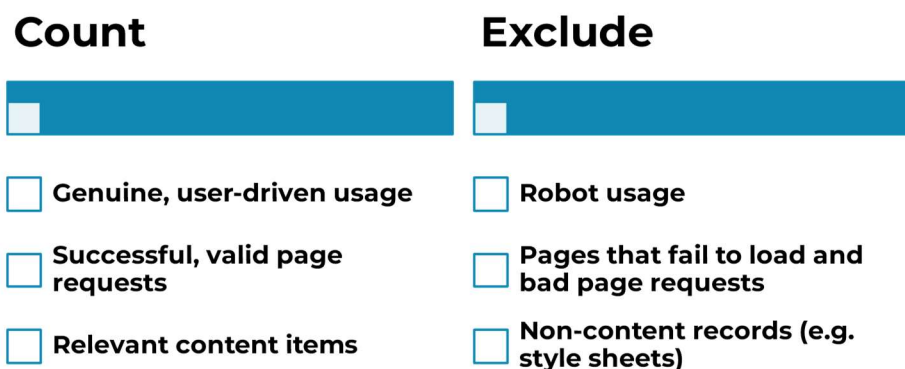 Count
Genuine, user-driven usage
Successful, valid page
requests
Relevant content items
Exclude
Robot usage
Pages that fail to load and
bad page requests
Non-content records (e.g.
style sheets)